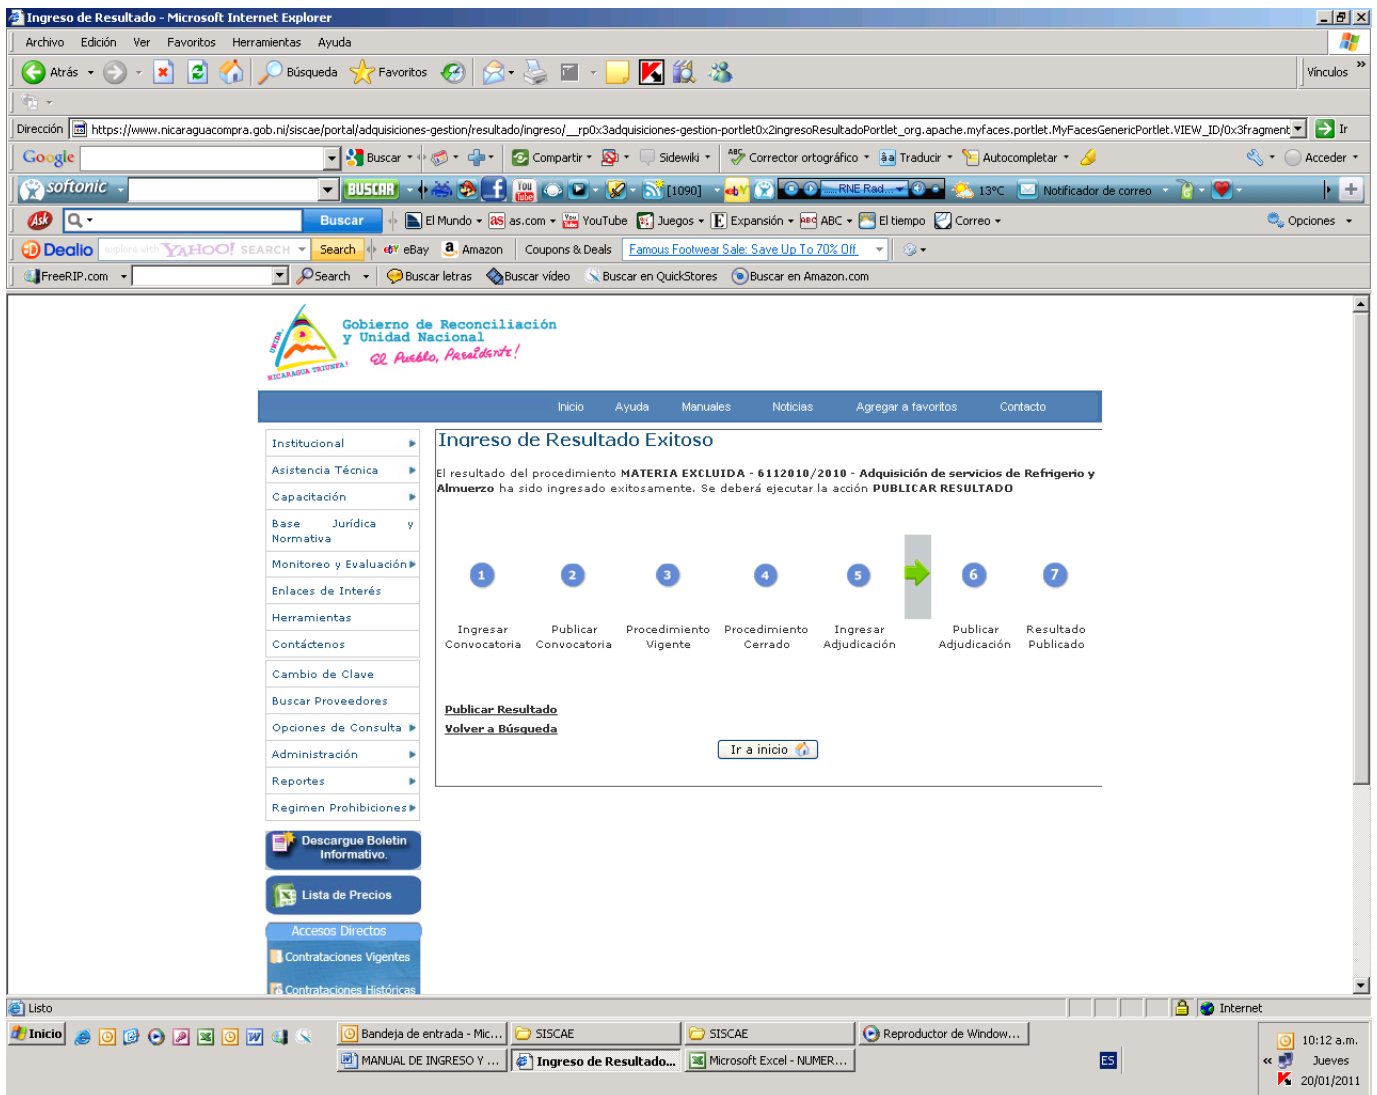 Ingreso de Resultado - Microsoft Internet Explorer
Archivo Edición Ver Favoritos Herramientas Ayuda
Atrás Búsqueda Favoritos Vínculos »
Dirección https://www.nicaraguacompra.gob.ni/siscae/portal/adquisiciones-gestion/resultado/ingreso/__rp0x3adquisiciones-gestion-portlet0x2ingresoResultadoPortlet_org.apache.myfaces.portlet.MyFacesGenericPortlet.VIEW_ID/0x3fragment Ir
Google Buscar Compartir Sidewiki Corrector ortográfico Traducir Autocompletar Acceder
softonic BUSCAR You Tube [1090] ebY ....RNE Rad... 13ºC Notificador de correo
Ask Buscar El Mundo as as.com YouTube Juegos E Expansión ABC ABC El tiempo Correo Opciones
Dealio explore with YAHOO! SEARCH Search ebY eBay a Amazon Coupons & Deals Famous Footwear Sale: Save Up To 70% Off
FreeRIP.com Search Buscar letras Buscar vídeo Buscar en QuickStores Buscar en Amazon.com
Gobierno de Reconciliación
y Unidad Nacional
El Pueblo, Presidente!
UNIDA,
NICARAGUA TRIUNFA!
Inicio Ayuda Manuales Noticias Agregar a favoritos Contacto
Institucional
Asistencia Técnica
Capacitación
Base Jurídica y
Normativa
Monitoreo y Evaluación
Enlaces de Interés
Herramientas
Contáctenos
Cambio de Clave
Buscar Proveedores
Opciones de Consulta
Administración
Reportes
Regimen Prohibiciones
Descargue Boletin
Informativo.
Lista de Precios
Accesos Directos
Contrataciones Vigentes
Contrataciones Históricas
Ingreso de Resultado Exitoso
El resultado del procedimiento MATERIA EXCLUIDA - 6112010/2010 - Adquisición de servicios de Refrigerio y
Almuerzo ha sido ingresado exitosamente. Se deberá ejecutar la acción PUBLICAR RESULTADO
1 2 3 4 5 6 7
Ingresar Publicar Procedimiento Procedimiento Ingresar Publicar Resultado
Convocatoria Convocatoria Vigente Cerrado Adjudicación Adjudicación Publicado
Publicar Resultado
Volver a Búsqueda
Ir a inicio
Listo Internet
Inicio Bandeja de entrada - Mic... SISCAE SISCAE Reproductor de Window... 10:12 a.m.
MANUAL DE INGRESO Y ... Ingreso de Resultado... Microsoft Excel - NUMER... ES « Jueves
20/01/2011